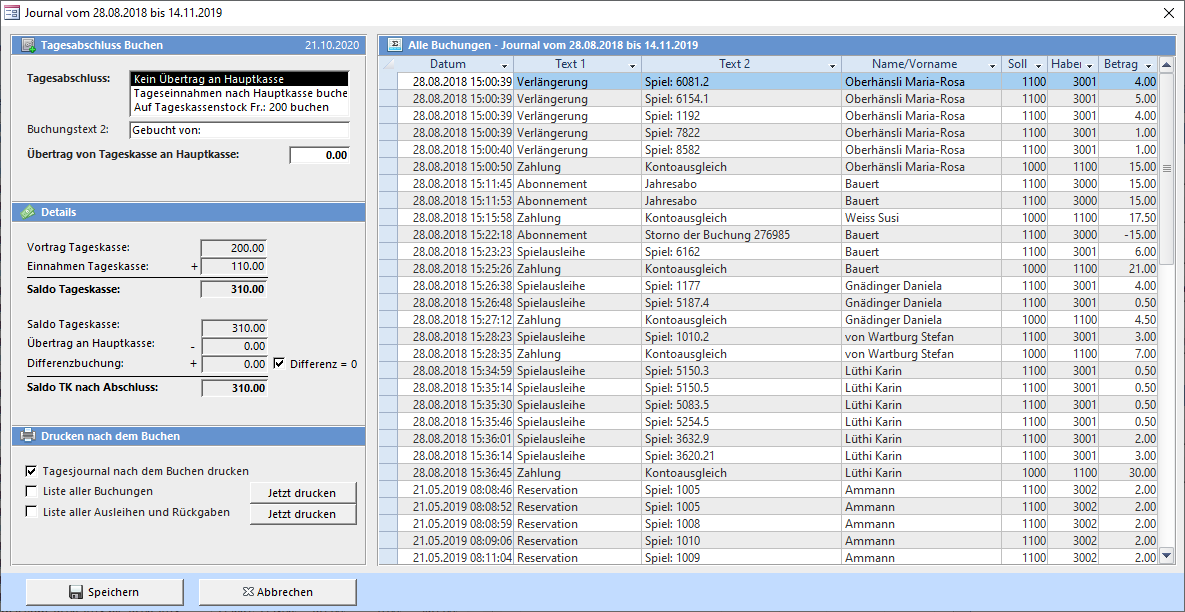 Journal vom 28.08.2018 bis 14.11.2019
Tagesabschluss Buchen 21.10.2020
Tagesabschluss: Kein Übertrag an Hauptkasse
Tageseinnahmen nach Hauptkasse buche
Auf Tageskassenstock Fr.: 200 buchen
Buchungstext 2: Gebucht von:
Übertrag von Tageskasse an Hauptkasse: 0.00
Details
Vortrag Tageskasse: 200.00
Einnahmen Tageskasse: + 110.00
Saldo Tageskasse: 310.00
Saldo Tageskasse: 310.00
Übertrag an Hauptkasse: - 0.00
Differenzbuchung: + 0.00 Differenz = 0
Saldo TK nach Abschluss: 310.00
Drucken nach dem Buchen
Tagesjournal nach dem Buchen drucken
Liste aller Buchungen Jetzt drucken
Liste aller Ausleihen und Rückgaben Jetzt drucken
Speichern Abbrechen
Alle Buchungen - Journal vom 28.08.2018 bis 14.11.2019
Datum Text 1 Text 2 Name/Vorname Soll Haber Betrag
28.08.2018 15:00:39 Verlängerung Spiel: 6081.2 Oberhänsli Maria-Rosa 1100 3001 4.00
28.08.2018 15:00:39 Verlängerung Spiel: 6154.1 Oberhänsli Maria-Rosa 1100 3001 5.00
28.08.2018 15:00:39 Verlängerung Spiel: 1192 Oberhänsli Maria-Rosa 1100 3001 4.00
28.08.2018 15:00:39 Verlängerung Spiel: 7822 Oberhänsli Maria-Rosa 1100 3001 1.00
28.08.2018 15:00:40 Verlängerung Spiel: 8582 Oberhänsli Maria-Rosa 1100 3001 1.00
28.08.2018 15:00:50 Zahlung Kontoausgleich Oberhänsli Maria-Rosa 1000 1100 15.00
28.08.2018 15:11:45 Abonnement Jahresabo Bauert 1100 3000 15.00
28.08.2018 15:11:53 Abonnement Jahresabo Bauert 1100 3000 15.00
28.08.2018 15:15:58 Zahlung Kontoausgleich Weiss Susi 1000 1100 17.50
28.08.2018 15:22:18 Abonnement Storno der Buchung 276985 Bauert 1100 3000 -15.00
28.08.2018 15:23:23 Spielausleihe Spiel: 6162 Bauert 1100 3001 6.00
28.08.2018 15:25:26 Zahlung Kontoausgleich Bauert 1000 1100 21.00
28.08.2018 15:26:38 Spielausleihe Spiel: 1177 Gnädinger Daniela 1100 3001 4.00
28.08.2018 15:26:48 Spielausleihe Spiel: 5187.4 Gnädinger Daniela 1100 3001 0.50
28.08.2018 15:27:12 Zahlung Kontoausgleich Gnädinger Daniela 1000 1100 4.50
28.08.2018 15:28:23 Spielausleihe Spiel: 1010.2 von Wartburg Stefan 1100 3001 3.00
28.08.2018 15:28:35 Zahlung Kontoausgleich von Wartburg Stefan 1000 1100 7.00
28.08.2018 15:34:59 Spielausleihe Spiel: 5150.3 Lüthi Karin 1100 3001 0.50
28.08.2018 15:35:14 Spielausleihe Spiel: 5150.5 Lüthi Karin 1100 3001 0.50
28.08.2018 15:35:30 Spielausleihe Spiel: 5083.5 Lüthi Karin 1100 3001 0.50
28.08.2018 15:35:46 Spielausleihe Spiel: 5254.5 Lüthi Karin 1100 3001 0.50
28.08.2018 15:36:01 Spielausleihe Spiel: 3632.9 Lüthi Karin 1100 3001 2.00
28.08.2018 15:36:14 Spielausleihe Spiel: 3620.21 Lüthi Karin 1100 3001 3.00
28.08.2018 15:36:45 Zahlung Kontoausgleich Lüthi Karin 1000 1100 30.00
21.05.2019 08:08:46 Reservation Spiel: 1005 Ammann 1100 3002 2.00
21.05.2019 08:08:52 Reservation Spiel: 1005 Ammann 1100 3002 2.00
21.05.2019 08:08:59 Reservation Spiel: 1008 Ammann 1100 3002 2.00
21.05.2019 08:09:06 Reservation Spiel: 1010 Ammann 1100 3002 2.00
21.05.2019 08:11:04 Reservation Spiel: 1009 Ammann 1100 3002 2.00